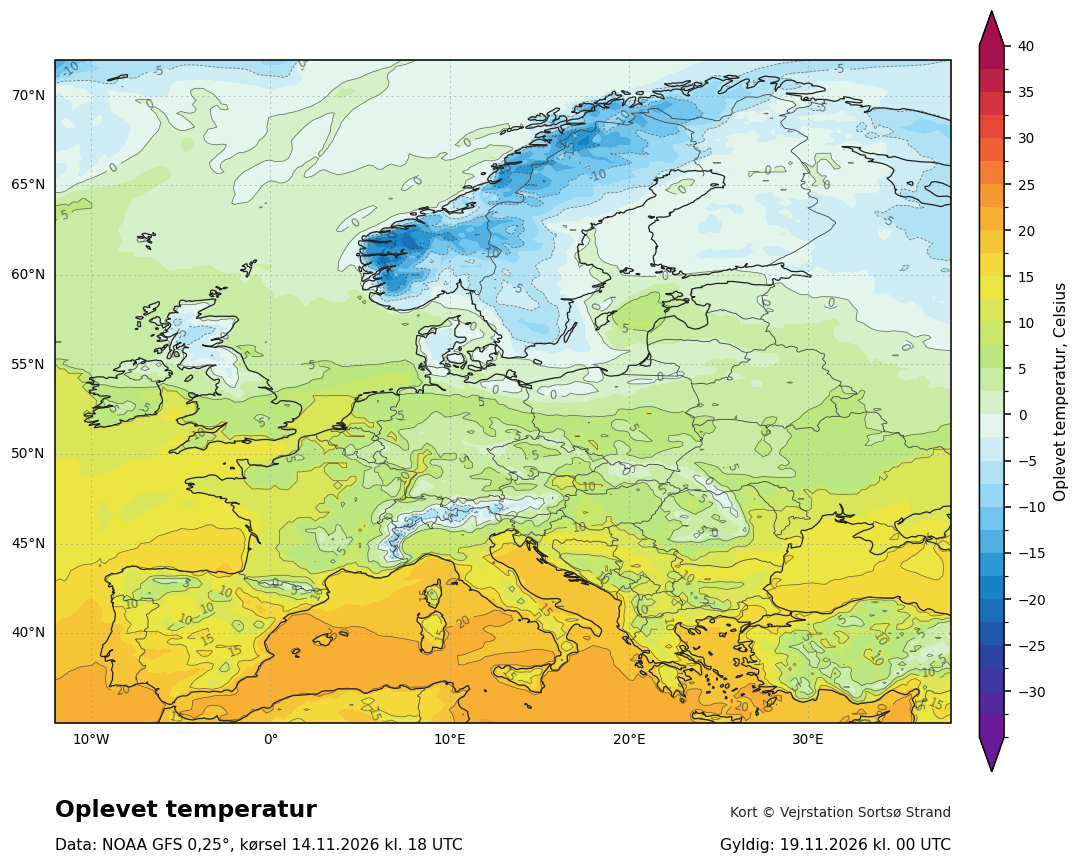 70°N
65°N
60°N
55°N
50°N
45°N
40°N
10°W
0°
10°E
20°E
30°E
40
35
30
25
20
15
10
5
0
−5
−10
−15
−20
−25
−30
Oplevet temperatur, Celsius
Oplevet temperatur
Kort © Vejrstation Sortsø Strand
Data: NOAA GFS 0,25°, kørsel 14.11.2026 kl. 18 UTC
Gyldig: 19.11.2026 kl. 00 UTC